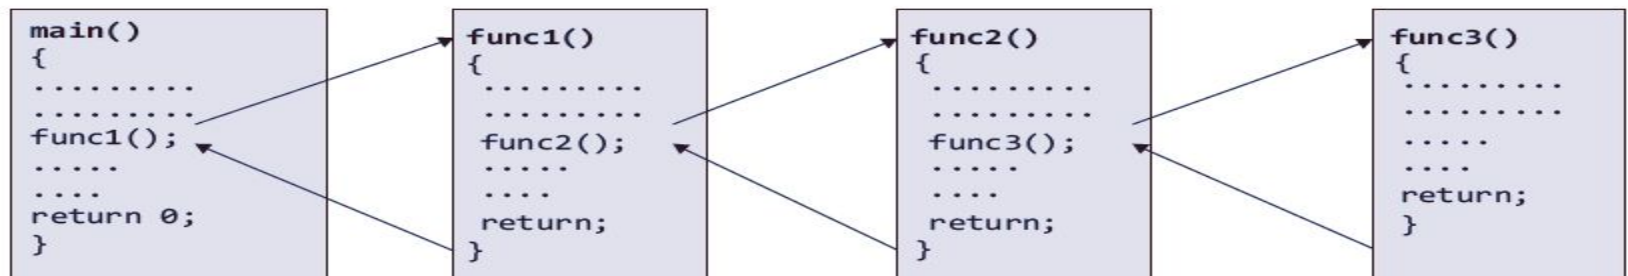 main()
{
.........
.........
func1();
.....
....
return 0;
}
func1()
{
.........
.........
func2();
.....
....
return;
}
func2()
{
.........
.........
func3();
.....
....
return;
}
func3()
{
.........
.........
.....
....
return;
}